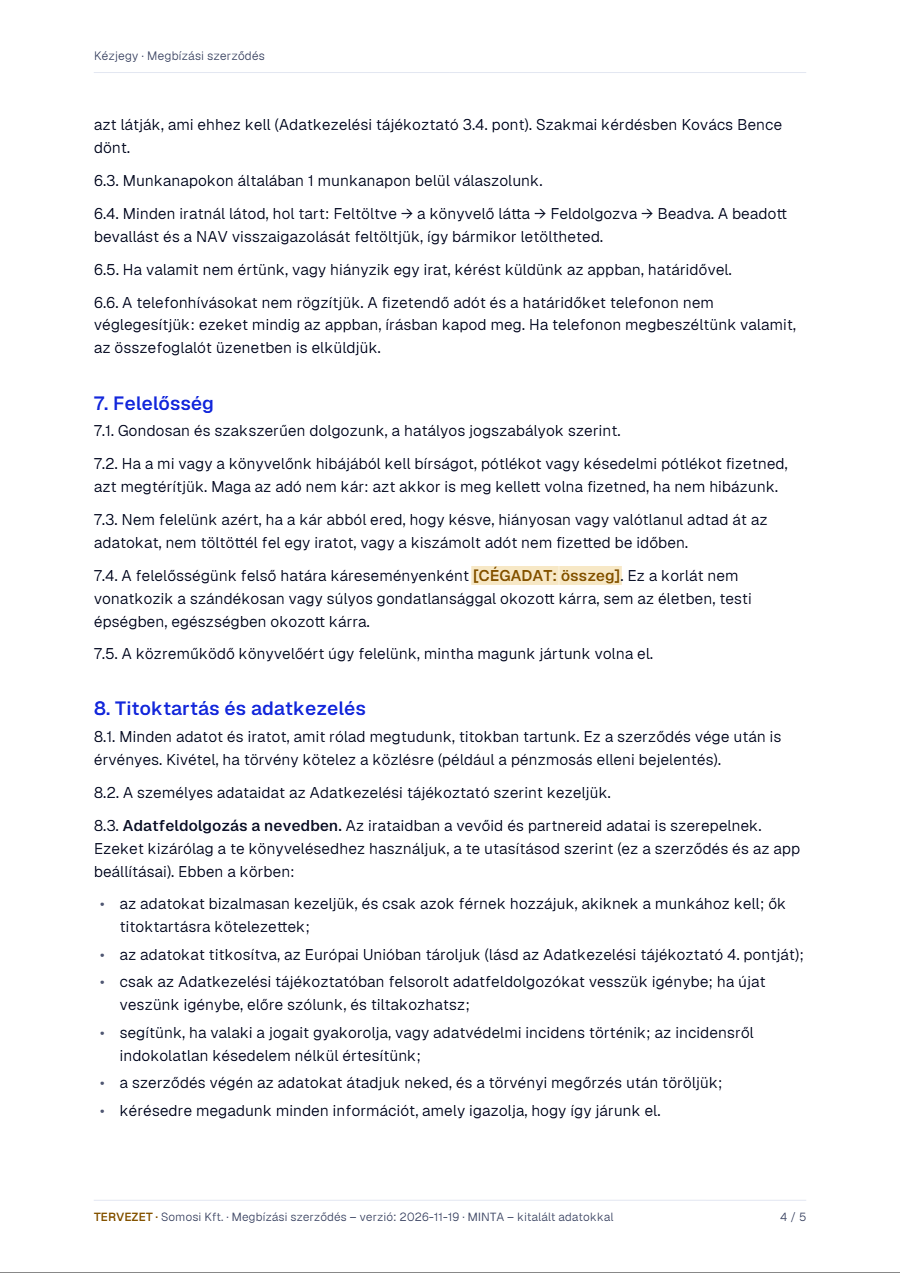 Kézjegy · Megbízási szerződés
azt látják, ami ehhez kell (Adatkezelési tájékoztató 3.4. pont). Szakmai kérdésben Kovács Bence
dönt.
6.3. Munkanapokon általában 1 munkanapon belül válaszolunk.
6.4. Minden iratnál látod, hol tart: Feltöltve → a könyvelő látta → Feldolgozva → Beadva. A beadott
bevallást és a NAV visszaigazolását feltöltjük, így bármikor letöltheted.
6.5. Ha valamit nem értünk, vagy hiányzik egy irat, kérést küldünk az appban, határidővel.
6.6. A telefonhívásokat nem rögzítjük. A fizetendő adót és a határidőket telefonon nem
véglegesítjük: ezeket mindig az appban, írásban kapod meg. Ha telefonon megbeszéltünk valamit,
az összefoglalót üzenetben is elküldjük.
7. Felelősség
7.1. Gondosan és szakszerűen dolgozunk, a hatályos jogszabályok szerint.
7.2. Ha a mi vagy a könyvelőnk hibájából kell bírságot, pótlékot vagy késedelmi pótlékot fizetned,
azt megtérítjük. Maga az adó nem kár: azt akkor is meg kellett volna fizetned, ha nem hibázunk.
7.3. Nem felelünk azért, ha a kár abból ered, hogy késve, hiányosan vagy valótlanul adtad át az
adatokat, nem töltöttél fel egy iratot, vagy a kiszámolt adót nem fizetted be időben.
7.4. A felelősségünk felső határa káreseményenként [CÉGADAT: összeg]. Ez a korlát nem
vonatkozik a szándékosan vagy súlyos gondatlansággal okozott kárra, sem az életben, testi
épségben, egészségben okozott kárra.
7.5. A közreműködő könyvelőért úgy felelünk, mintha magunk jártunk volna el.
8. Titoktartás és adatkezelés
8.1. Minden adatot és iratot, amit rólad megtudunk, titokban tartunk. Ez a szerződés vége után is
érvényes. Kivétel, ha törvény kötelez a közlésre (például a pénzmosás elleni bejelentés).
8.2. A személyes adataidat az Adatkezelési tájékoztató szerint kezeljük.
8.3. Adatfeldolgozás a nevedben. Az irataidban a vevőid és partnereid adatai is szerepelnek.
Ezeket kizárólag a te könyvelésedhez használjuk, a te utasításod szerint (ez a szerződés és az app
beállításai). Ebben a körben:
• az adatokat bizalmasan kezeljük, és csak azok férnek hozzájuk, akiknek a munkához kell; ők
titoktartásra kötelezettek;
• az adatokat titkosítva, az Európai Unióban tároljuk (lásd az Adatkezelési tájékoztató 4. pontját);
• csak az Adatkezelési tájékoztatóban felsorolt adatfeldolgozókat vesszük igénybe; ha újat
veszünk igénybe, előre szólunk, és tiltakozhatsz;
• segítünk, ha valaki a jogait gyakorolja, vagy adatvédelmi incidens történik; az incidensről
indokolatlan késedelem nélkül értesítünk;
• a szerződés végén az adatokat átadjuk neked, és a törvényi megőrzés után töröljük;
• kérésedre megadunk minden információt, amely igazolja, hogy így járunk el.
TERVEZET · Somosi Kft. · Megbízási szerződés – verzió: 2026-11-19 · MINTA – kitalált adatokkal 4 / 5